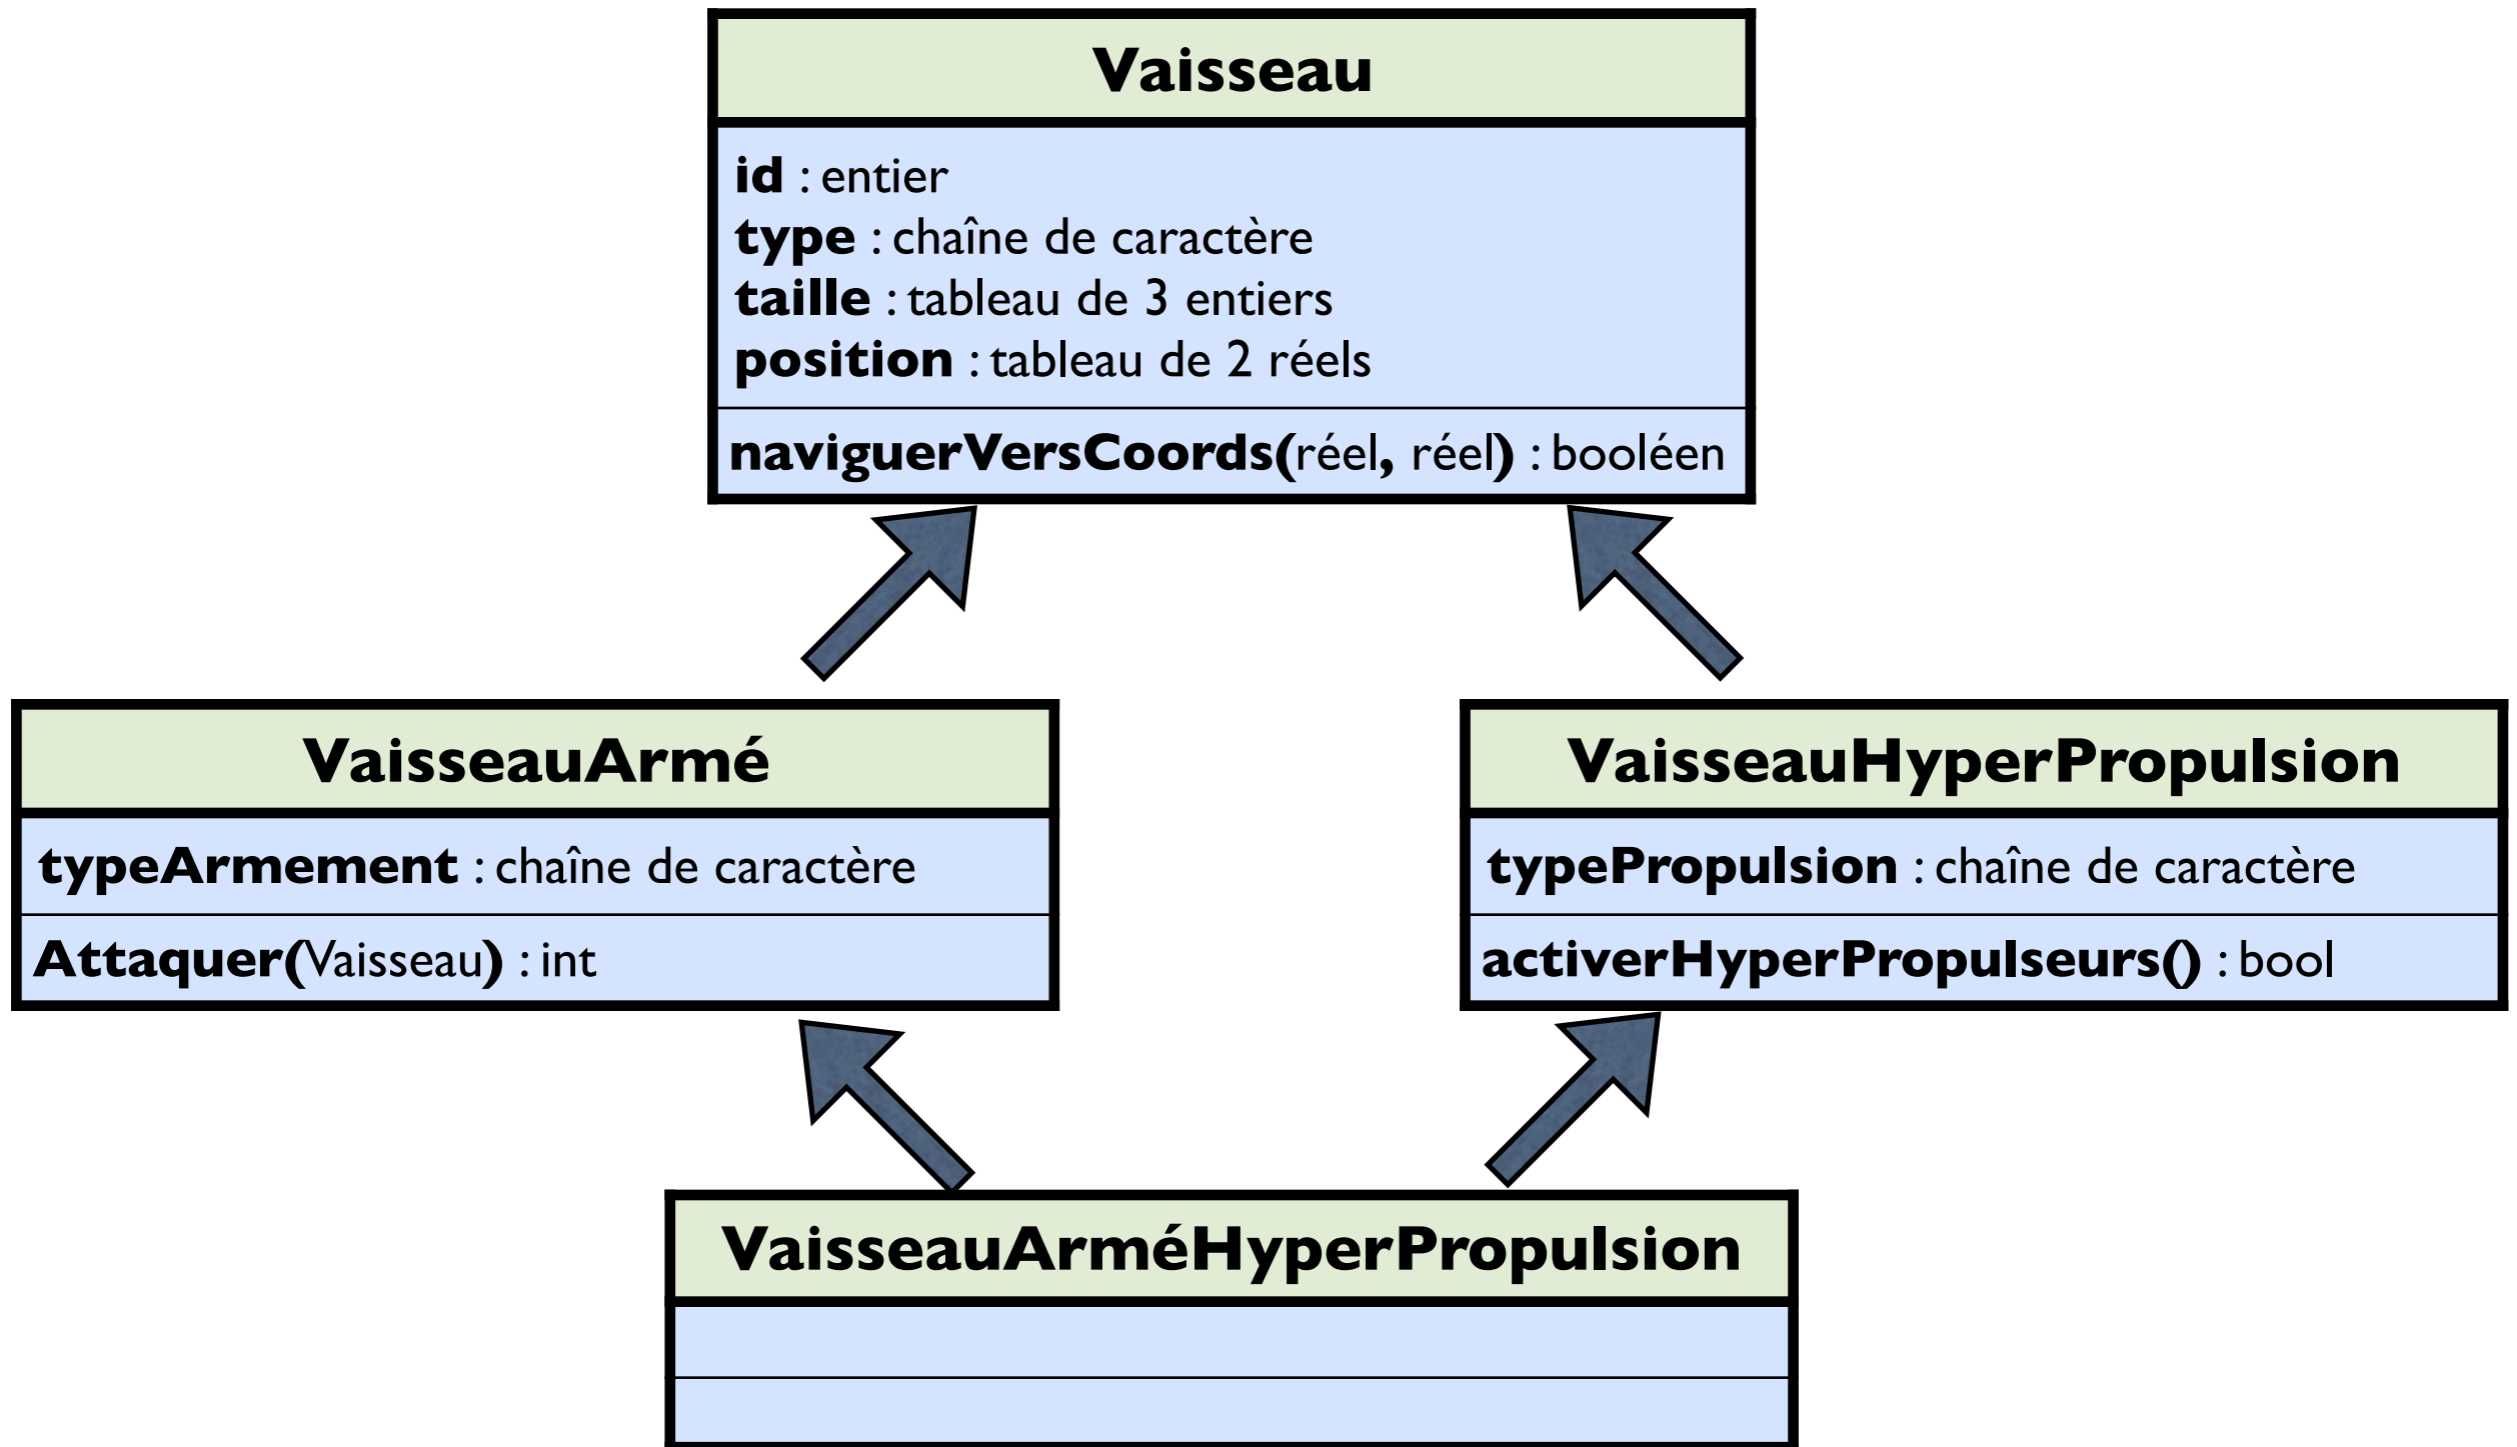 Vaisseau
id : entier
type : chaîne de caractère
taille : tableau de 3 entiers
position : tableau de 2 réels
naviguerVersCoords(réel, réel) : booléen
VaisseauArmé
typeArmement : chaîne de caractère
Attaquer(Vaisseau) : int
VaisseauHyperPropulsion
typePropulsion : chaîne de caractère
activerHyperPropulseurs() : bool
VaisseauArméHyperPropulsion